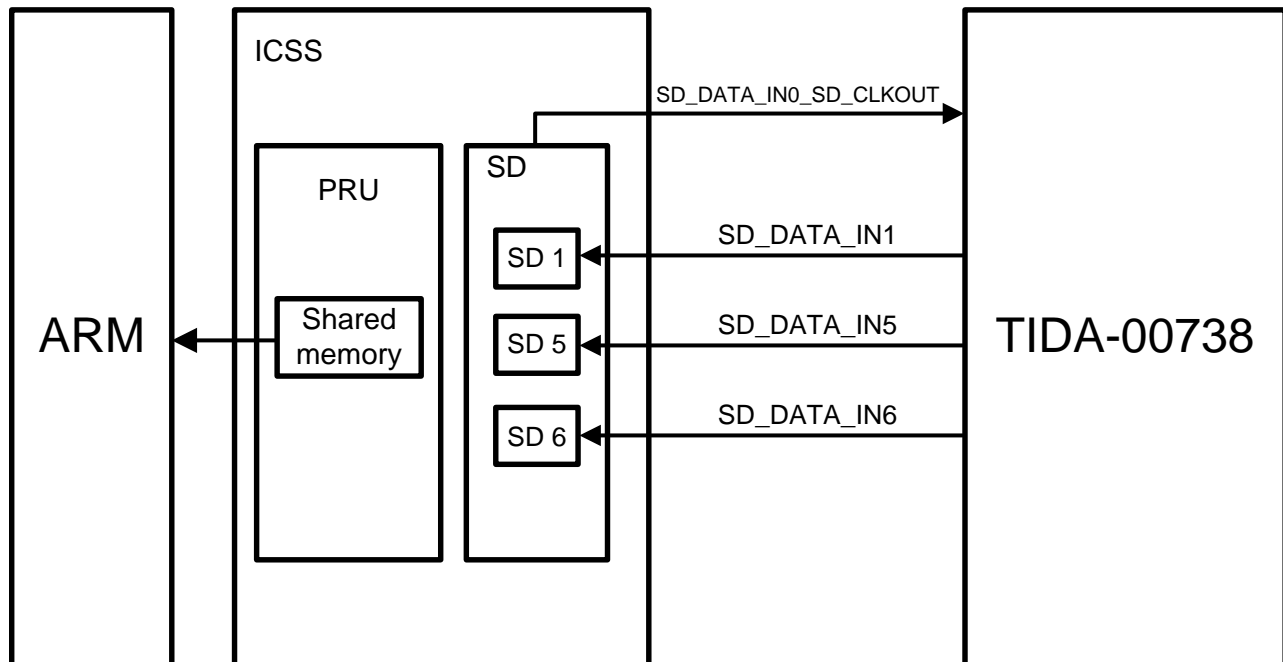 ICSS
SD_DATA_IN0_SD_CLKOUT
PRU
SD
SD 1
SD_DATA_IN1
ARM
Shared
memory
SD 5
SD_DATA_IN5
TIDA-00738
SD 6
SD_DATA_IN6